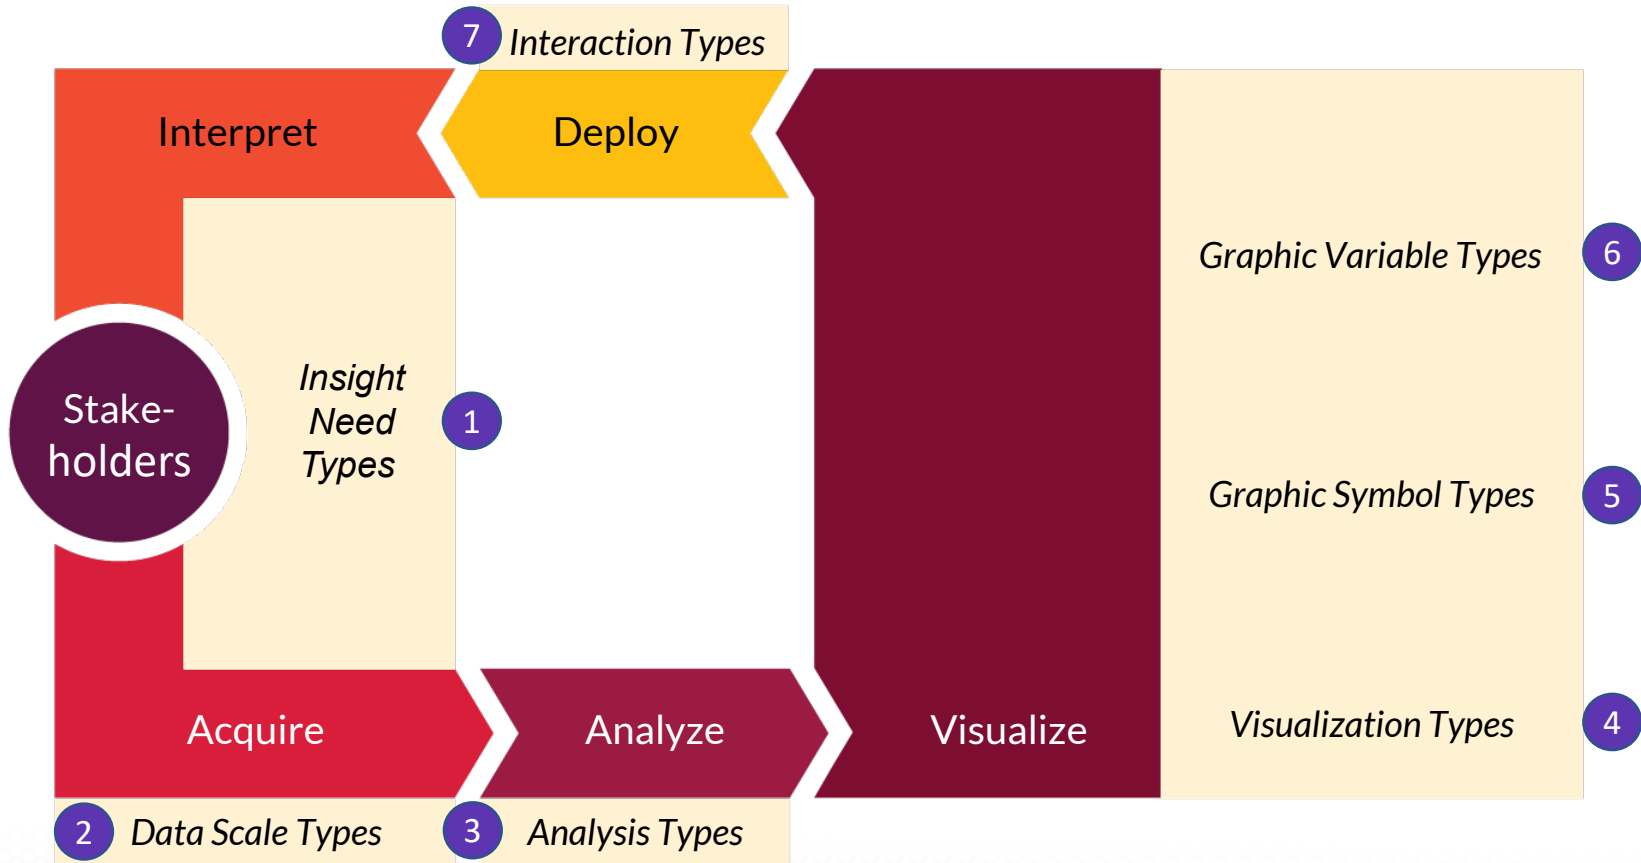 7 Interaction Types
Interpret
Deploy
Graphic Variable Types 6
Stake-
holders
Insight
Need
Types
1
Graphic Symbol Types 5
Acquire
Analyze
Visualize
Visualization Types 4
2 Data Scale Types
3 Analysis Types